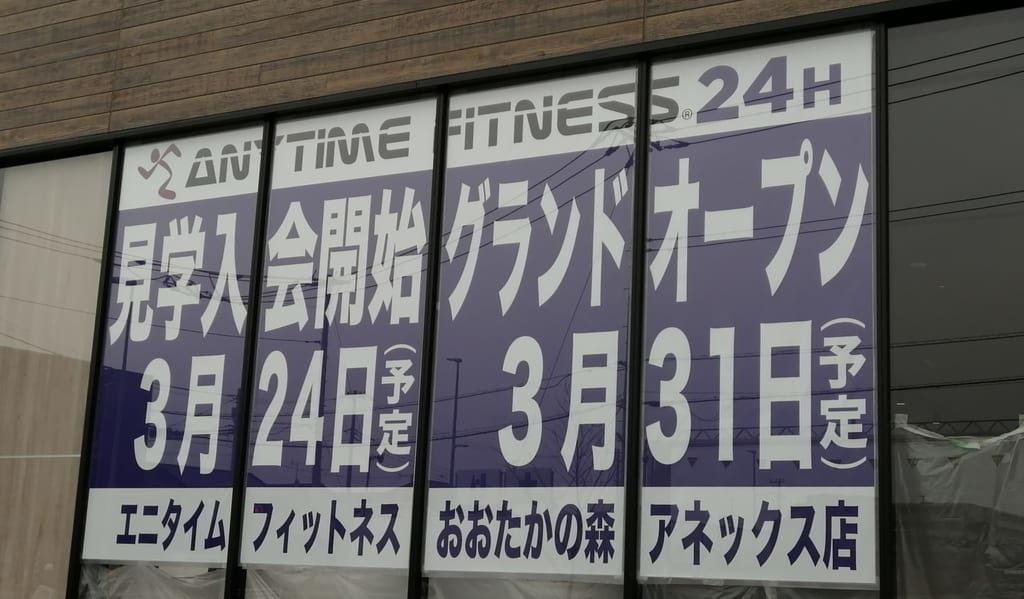 ANYTIME FITNESS® 24H
見学入会開始 グランドオープン
3月24日(予定) 3月31日(予定)
エニタイムフィットネス おおたかの森アネックス店